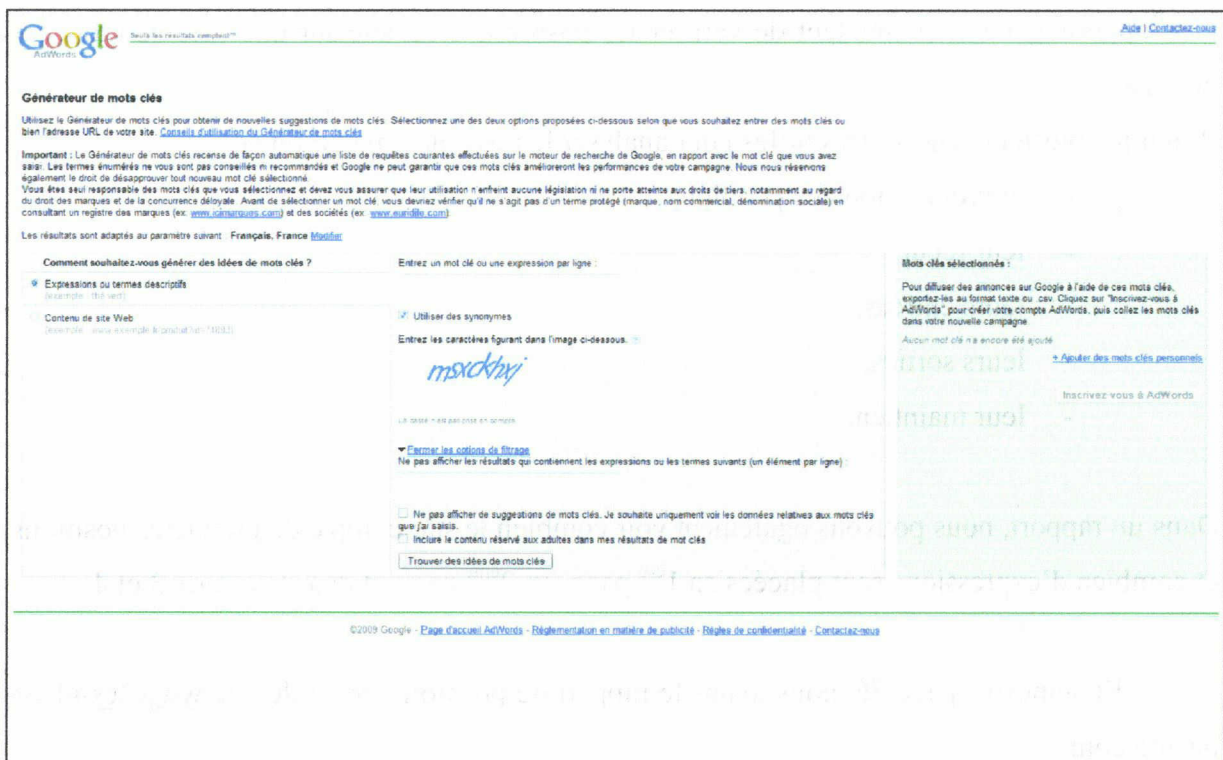 Google
AdWords
Seuls les résultats comptent™
Aide | Contactez-nous
Générateur de mots clés
Utilisez le Générateur de mots clés pour obtenir de nouvelles suggestions de mots clés. Sélectionnez une des deux options proposées ci-dessous selon que vous souhaitez entrer des mots clés ou
bien l'adresse URL de votre site. Conseils d'utilisation du Générateur de mots clés
Important : Le Générateur de mots clés recense de façon automatique une liste de requêtes courantes effectuées sur le moteur de recherche de Google, en rapport avec le mot clé que vous avez
saisi. Les termes énumérés ne vous sont pas conseillés ni recommandés et Google ne peut garantir que ces mots clés amélioreront les performances de votre campagne. Nous nous réservons
également le droit de désapprouver tout nouveau mot clé sélectionné.
Vous êtes seul responsable des mots clés que vous sélectionnez et devez vous assurer que leur utilisation n'enfreint aucune législation ni ne porte atteinte aux droits de tiers, notamment au regard
du droit des marques et de la concurrence déloyale. Avant de sélectionner un mot clé, vous devriez vérifier qu'il ne s'agit pas d'un terme protégé (marque, nom commercial, dénomination sociale) en
consultant un registre des marques (ex. www.icimarques.com) et des sociétés (ex. www.euridile.com)
Les résultats sont adaptés au paramètre suivant : Français, France Modifier
Comment souhaitez-vous générer des idées de mots clés ?
Expressions ou termes descriptifs
(exemple : thé vert)
Contenu de site Web
Entrez un mot clé ou une expression par ligne :
Utiliser des synonymes
Entrez les caractères figurant dans l'image ci-dessous.
msxckhxj
La casse n'est pas prise en compte
Fermer les options de filtrage
Ne pas afficher les résultats qui contiennent les expressions ou les termes suivants (un élément par ligne) :
Ne pas afficher de suggestions de mots clés. Je souhaite uniquement voir les données relatives aux mots clés
que j'ai saisis.
Inclure le contenu réservé aux adultes dans mes résultats de mot clé
Trouver des idées de mots clés
Mots clés sélectionnés :
Pour diffuser des annonces sur Google à l'aide de ces mots clés,
exportez-les au format texte ou .csv. Cliquez sur "Inscrivez-vous à
AdWords" pour créer votre compte AdWords, puis collez les mots clés
dans votre nouvelle campagne.
Aucun mot clé n'a encore été ajouté
+ Ajouter des mots clés personnels
Inscrivez-vous à AdWords
©2009 Google - Page d'accueil AdWords - Réglementation en matière de publicité - Règles de confidentialité - Contactez-nous